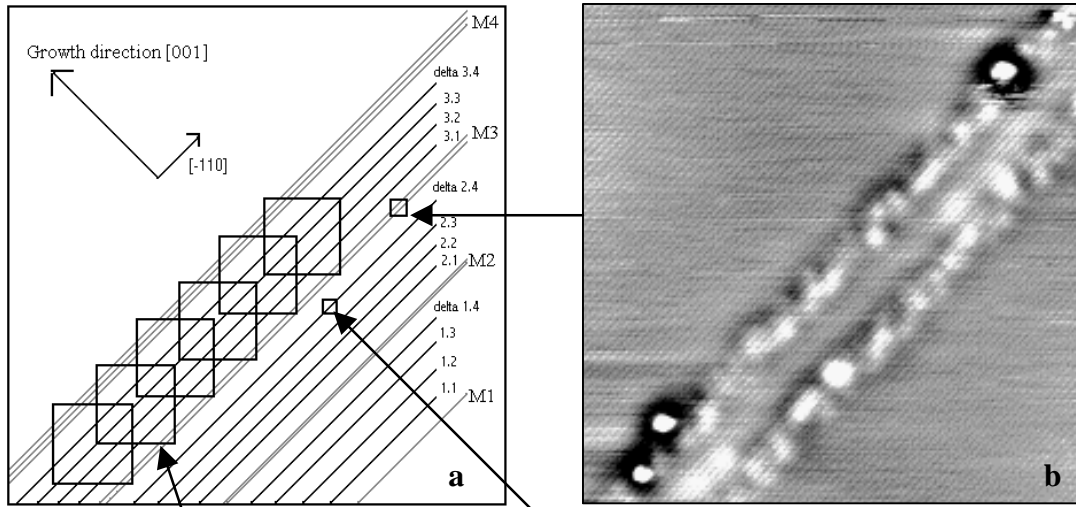 M4
Growth direction [001]
delta 3.4
3.3
3.2
3.1
M3
[-110]
delta 2.4
2.3
2.2
2.1
M2
delta 1.4
1.3
1.2
1.1
M1
a
b